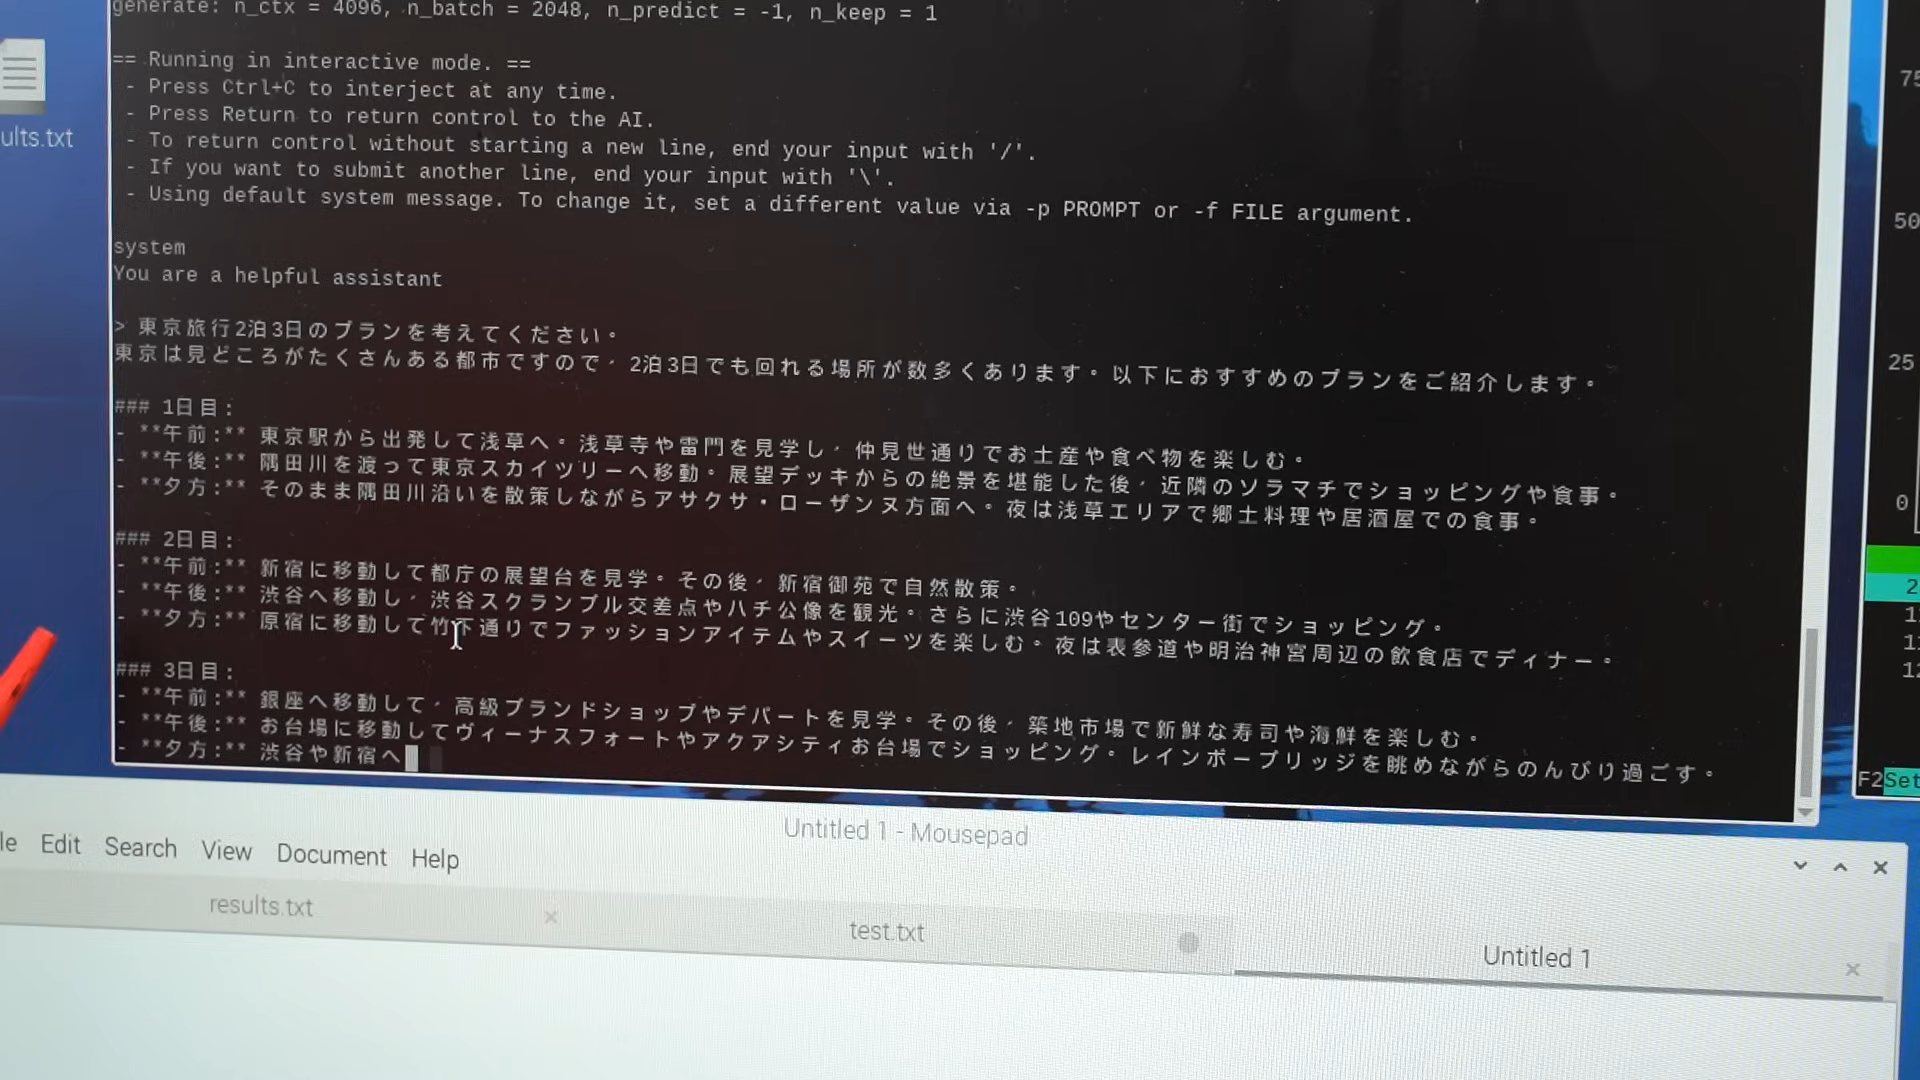 generate: n_ctx = 4096, n_batch = 2048, n_predict = -1, n_keep = 1
== Running in interactive mode. ==
- Press Ctrl+C to interject at any time.
- Press Return to return control to the AI.
- To return control without starting a new line, end your input with '/'.
- If you want to submit another line, end your input with '\'.
- Using default system message. To change it, set a different value via -p PROMPT or -f FILE argument.
system
You are a helpful assistant
> 東京旅行2泊3日のプランを考えてください。
東京は見どころがたくさんある都市ですので、2泊3日でも回れる場所が数多くあります。以下におすすめのプランをご紹介します。
### 1日目:
- **午前:** 東京駅から出発して浅草へ。浅草寺や雷門を見学し、仲見世通りでお土産や食べ物を楽しむ。
- **午後:** 隅田川を渡って東京スカイツリーへ移動。展望デッキからの絶景を堪能した後、近隣のソラマチでショッピングや食事。
- **夕方:** そのまま隅田川沿いを散策しながらアサクサ・ローザンヌ方面へ。夜は浅草エリアで郷土料理や居酒屋での食事。
### 2日目:
- **午前:** 新宿に移動して都庁の展望台を見学。その後、新宿御苑で自然散策。
- **午後:** 渋谷へ移動し、渋谷スクランブル交差点やハチ公像を観光。さらに渋谷109やセンター街でショッピング。
- **夕方:** 原宿に移動して竹下通りでファッションアイテムやスイーツを楽しむ。夜は表参道や明治神宮周辺の飲食店でディナー。
### 3日目:
- **午前:** 銀座へ移動して、高級ブランドショップやデパートを見学。その後、築地市場で新鮮な寿司や海鮮を楽しむ。
- **午後:** お台場に移動してヴィーナスフォートやアクアシティお台場でショッピング。レインボーブリッジを眺めながらのんびり過ごす。
- **夕方:** 渋谷や新宿へ
ults.txt
75
50
25
0
2
1
1
12
F2Set
Untitled 1 - Mousepad
le Edit Search View Document Help
results.txt
test.txt
Untitled 1